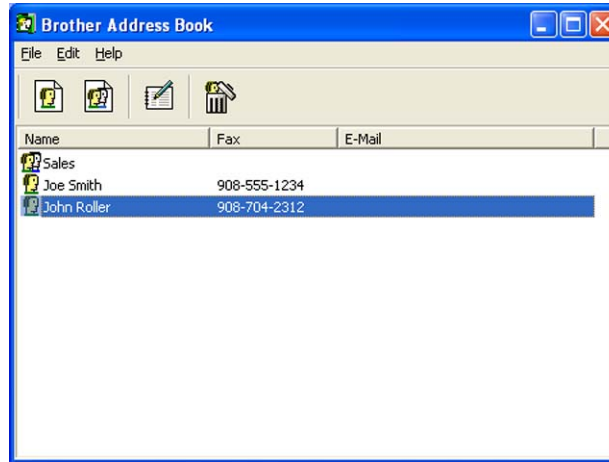 Brother Address Book
File Edit Help
Name Fax E-Mail
Sales
Joe Smith 908-555-1234
John Roller 908-704-2312